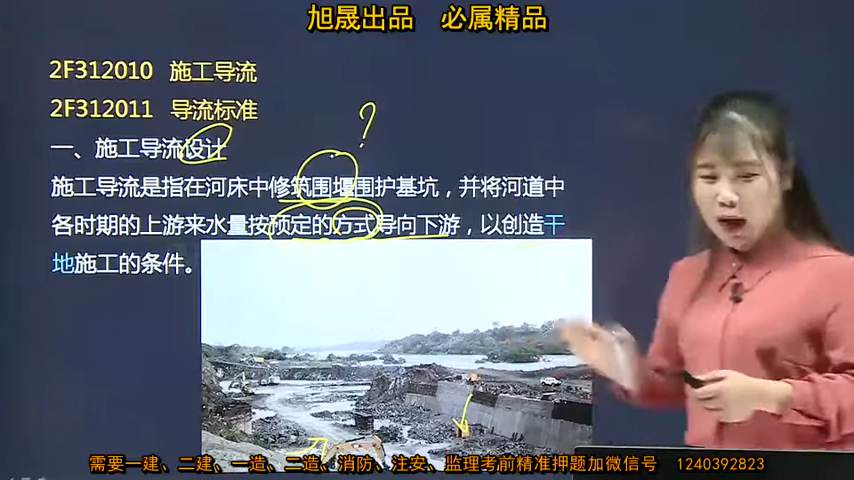 旭晟出品 必属精品
2F312010 施工导流
2F312011 导流标准
?
一、施工导流设计
施工导流是指在河床中修筑围堰围护基坑，并将河道中
各时期的上游来水量按预定的方式导向下游，以创造干
地施工的条件。
需要一建、二建、一造、二造、消防、注安、监理考前精准押题加微信号 1240392823